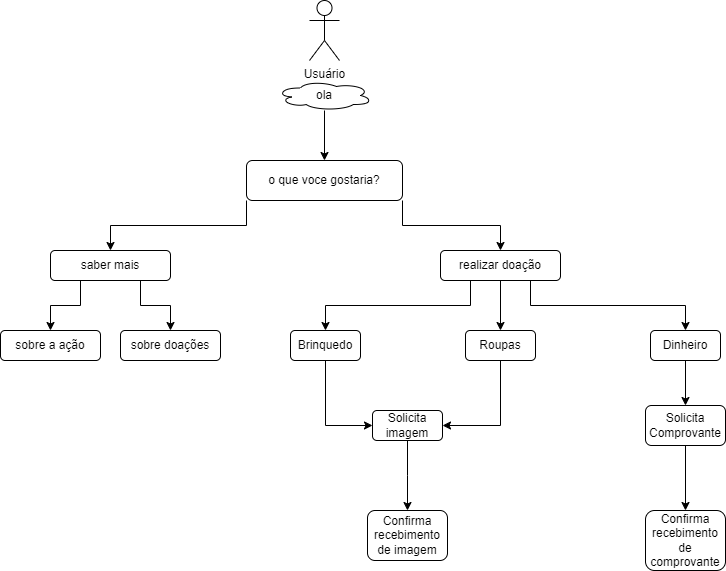 Usuário
ola
o que voce gostaria?
saber mais
realizar doação
sobre a ação
sobre doações
Brinquedo
Roupas
Dinheiro
Solicita
imagem
Solicita
Comprovante
Confirma
recebimento
de imagem
Confirma
recebimento
de
comprovante